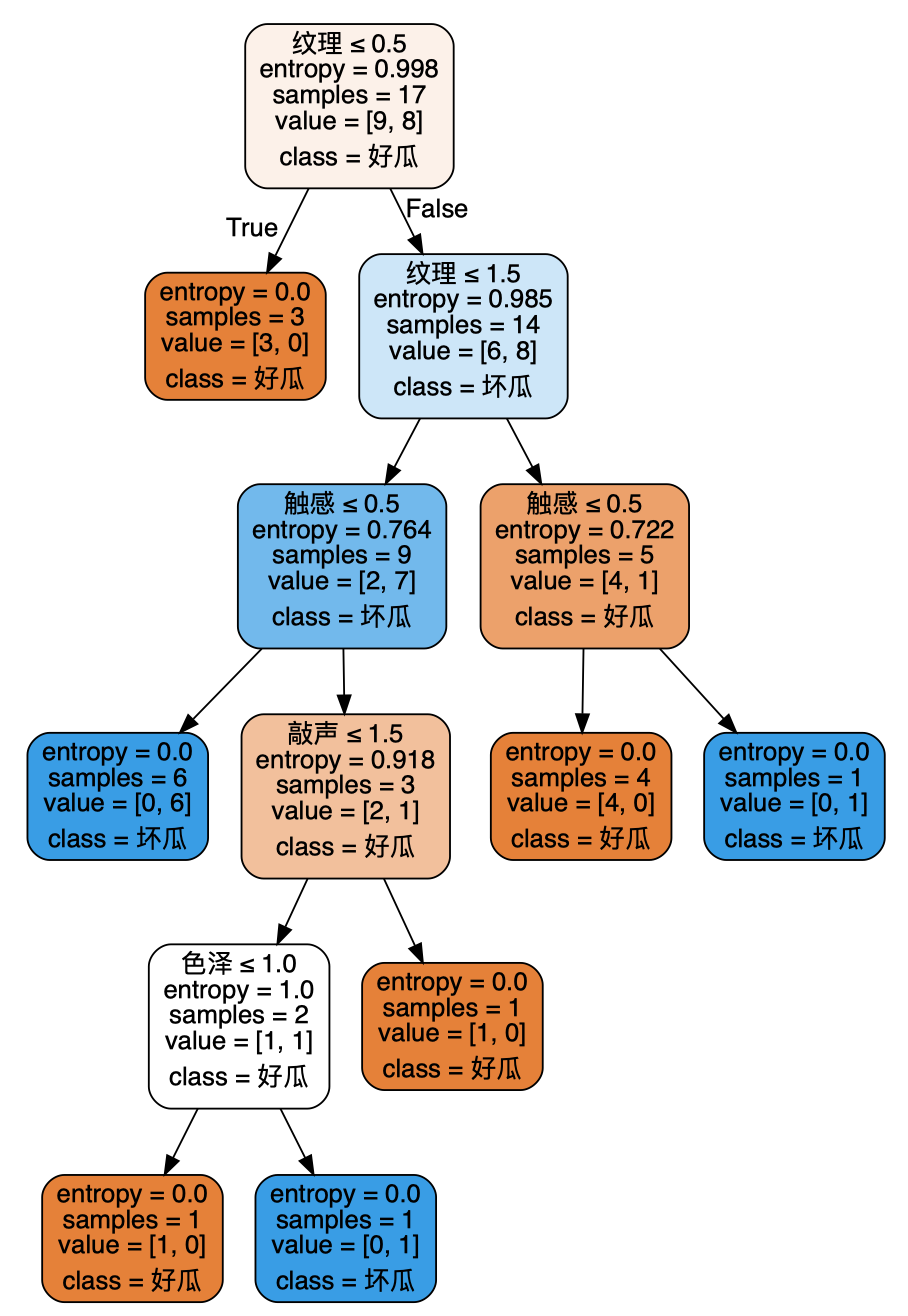 纹理 ≤ 0.5
entropy = 0.998
samples = 17
value = [9, 8]
class = 好瓜
True
False
entropy = 0.0
samples = 3
value = [3, 0]
class = 好瓜
纹理 ≤ 1.5
entropy = 0.985
samples = 14
value = [6, 8]
class = 坏瓜
触感 ≤ 0.5
entropy = 0.764
samples = 9
value = [2, 7]
class = 坏瓜
触感 ≤ 0.5
entropy = 0.722
samples = 5
value = [4, 1]
class = 好瓜
entropy = 0.0
samples = 6
value = [0, 6]
class = 坏瓜
敲声 ≤ 1.5
entropy = 0.918
samples = 3
value = [2, 1]
class = 好瓜
entropy = 0.0
samples = 4
value = [4, 0]
class = 好瓜
entropy = 0.0
samples = 1
value = [0, 1]
class = 坏瓜
色泽 ≤ 1.0
entropy = 1.0
samples = 2
value = [1, 1]
class = 好瓜
entropy = 0.0
samples = 1
value = [1, 0]
class = 好瓜
entropy = 0.0
samples = 1
value = [1, 0]
class = 好瓜
entropy = 0.0
samples = 1
value = [0, 1]
class = 坏瓜